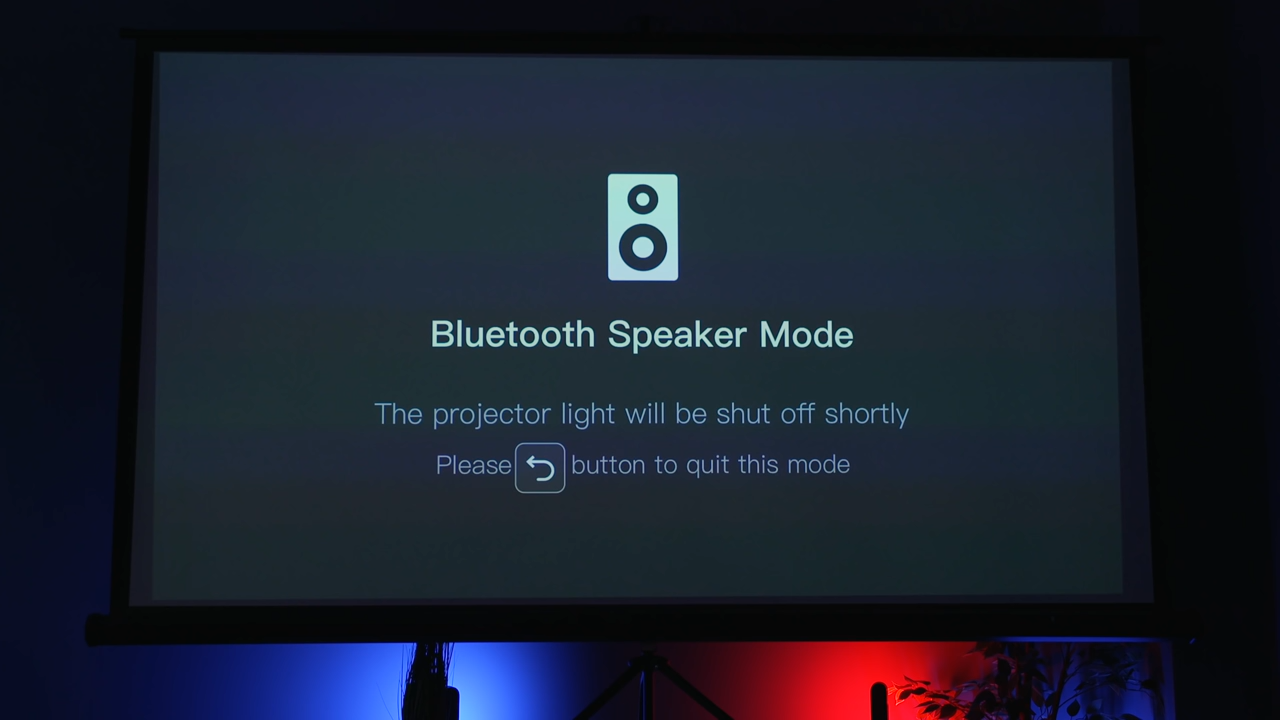 Bluetooth Speaker Mode
The projector light will be shut off shortly
Please button to quit this mode